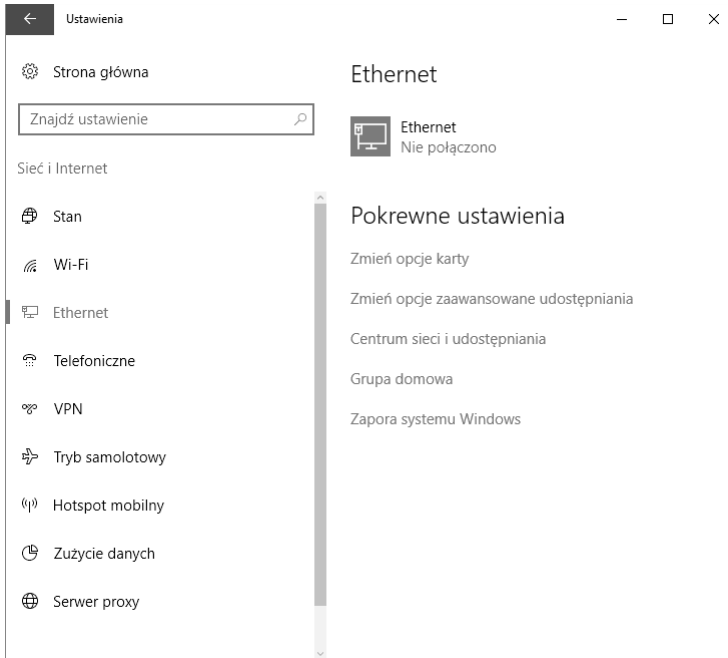 Ustawienia
Strona główna
Znajdź ustawienie
Sieć i Internet
Stan
Wi-Fi
Ethernet
Telefoniczne
VPN
Tryb samolotowy
Hotspot mobilny
Zużycie danych
Serwer proxy
Ethernet
Ethernet
Nie połączono
Pokrewne ustawienia
Zmień opcje karty
Zmień opcje zaawansowane udostępniania
Centrum sieci i udostępniania
Grupa domowa
Zapora systemu Windows